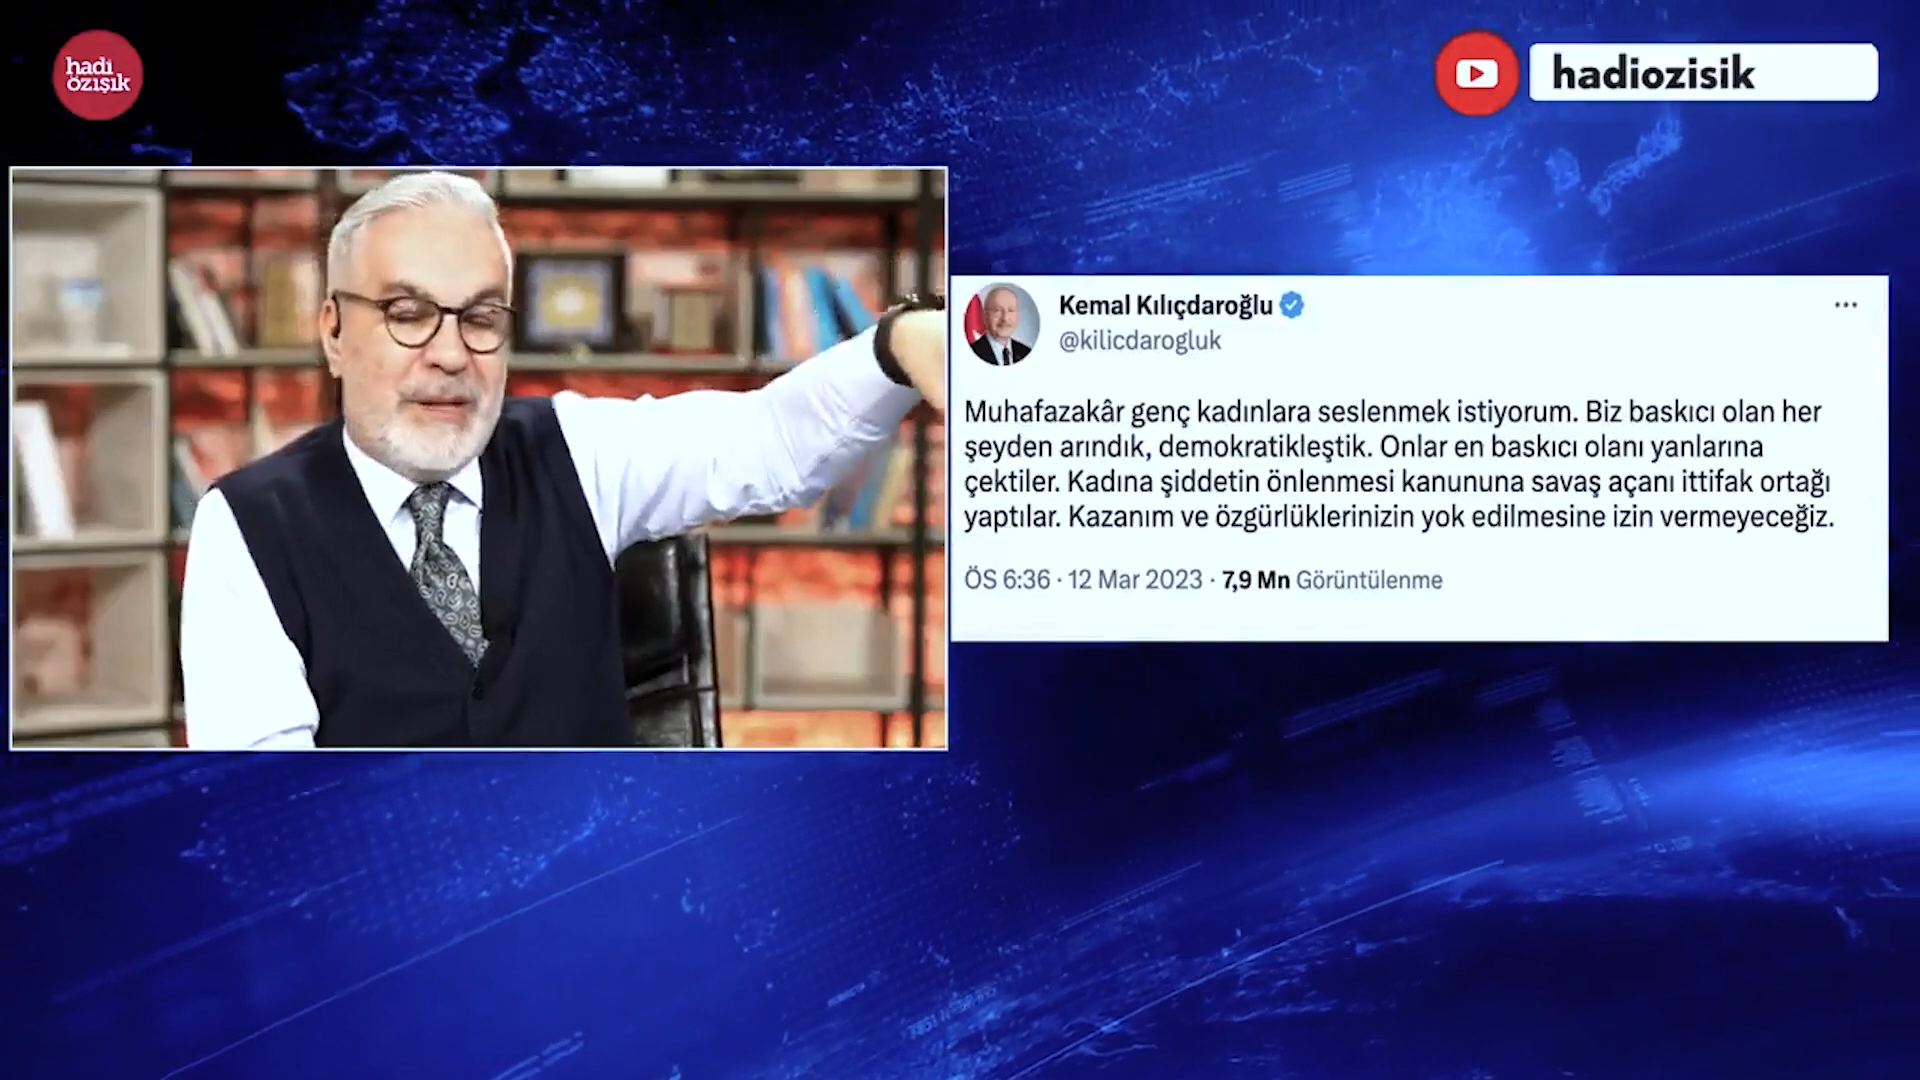 hadi
özışık
hadiozisik
Kemal Kılıçdaroğlu
@kilicdarogluk
Muhafazakâr genç kadınlara seslenmek istiyorum. Biz baskıcı olan her
şeyden arındık, demokratikleştik. Onlar en baskıcı olanı yanlarına
çektiler. Kadına şiddetin önlenmesi kanununa savaş açanı ittifak ortağı
yaptılar. Kazanım ve özgürlüklerinizin yok edilmesine izin vermeyeceğiz.
ÖS 6:36 · 12 Mar 2023 · 7,9 Mn Görüntülenme